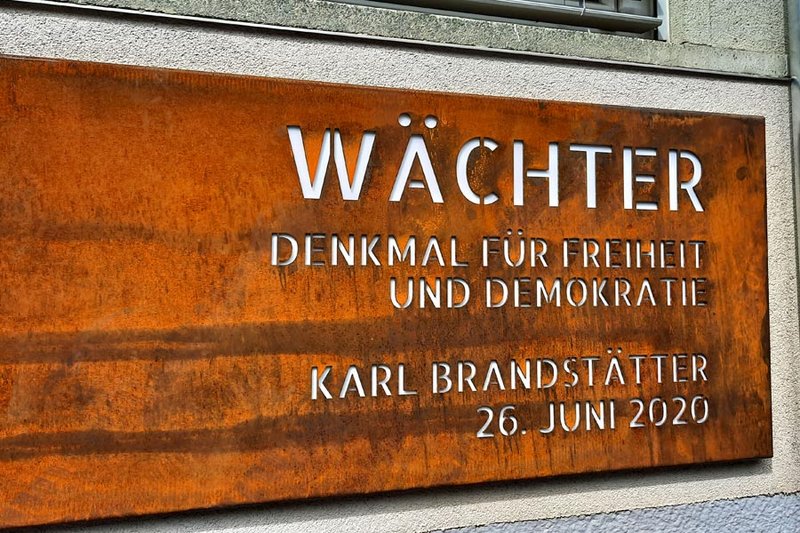 WÄCHTER
DENKMAL FÜR FREIHEIT
UND DEMOKRATIE
KARL BRANDSTÄTTER
26. JUNI 2020